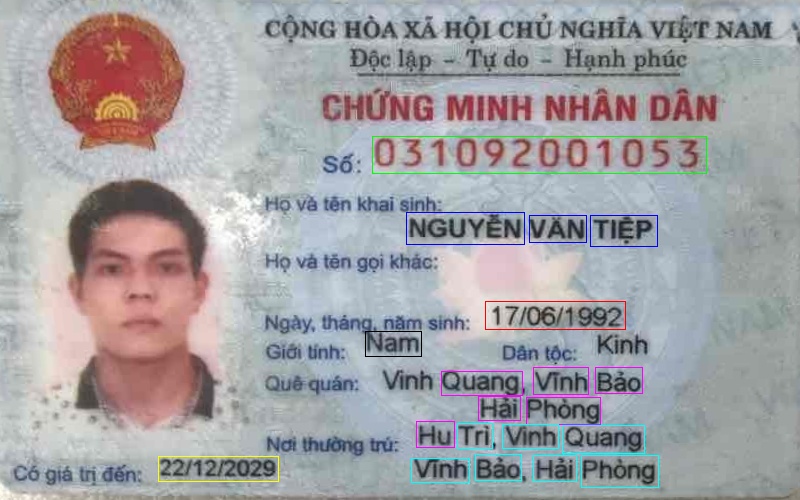 CỘNG HÒA XÃ HỘI CHỦ NGHĨA VIỆT NAM
Độc lập - Tự do - Hạnh phúc
CHỨNG MINH NHÂN DÂN
Số: 031092001053
Họ và tên khai sinh:
NGUYỄN VĂN TIỆP
Họ và tên gọi khác:
Ngày, tháng, năm sinh: 17/06/1992
Giới tính: Nam Dân tộc: Kinh
Quê quán: Vinh Quang, Vĩnh Bảo
Hải Phòng
Nơi thường trú: Hu Trì, Vinh Quang
Có giá trị đến: 22/12/2029 Vĩnh Bảo, Hải Phòng